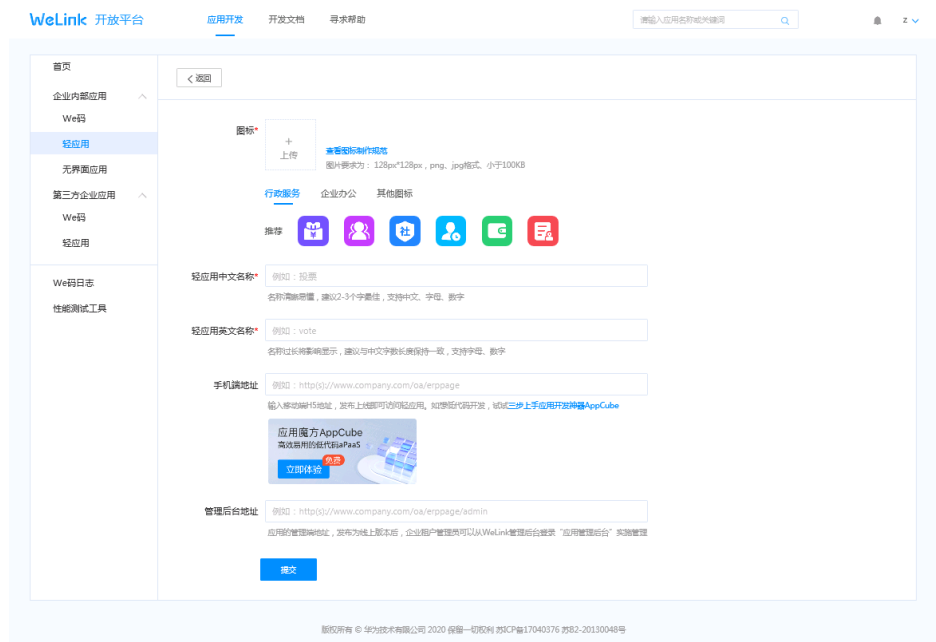 WeLink 开放平台 应用开发 开发文档 寻求帮助 请输入应用名称或关键词 z
首页
企业内部应用
We码
轻应用
无界面应用
第三方企业应用
We码
轻应用
We码日志
性能测试工具
返回
图标*
+
上传
查看图标制作规范
图片要求为：128px*128px，png、jpg格式、小于100KB
行政服务 企业办公 其他图标
推荐
社
轻应用中文名称* 例如：投票
名称清晰易懂，建议2-3个字最佳，支持中文、字母、数字
轻应用英文名称* 例如：vote
名称过长将影响显示，建议与中文字数长度保持一致，支持字母、数字
手机端地址 例如：http(s)://www.company.com/oa/erppage
输入移动端H5地址，发布上线即可访问轻应用。如想低代码开发，试试三步上手应用开发神器AppCube
应用魔方AppCube
高效易用的低代码aPaaS
免费
立即体验
管理后台地址 例如：http(s)://www.company.com/oa/erppage/admin
应用的管理端地址，发布为线上版本后，企业租户管理员可以从WeLink管理后台登录“应用管理后台”实施管理
提交
版权所有 © 华为技术有限公司 2020 保留一切权利 苏ICP备17040376 苏B2-20130048号